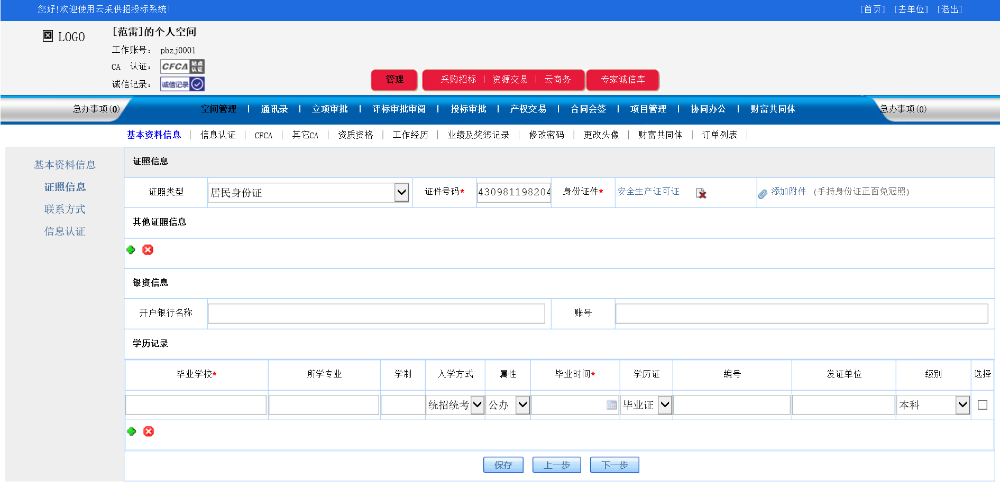 您好!欢迎使用云采供招投标系统!
[首页] [去单位] [退出]
LOGO
[范雷]的个人空间
工作账号： pbzj0001
CA 认证： CFCA 站点认证
诚信记录： 诚信记录
管理 采购招标 | 资源交易 | 云商务 专家诚信库
急办事项(0) 空间管理 | 通讯录 | 立项审批 | 评标审批审阅 | 投标审批 | 产权交易 | 合同会签 | 项目管理 | 协同办公 | 财富共同体 急办事项(0)
基本资料信息 | 信息认证 | CFCA | 其它CA | 资质资格 | 工作经历 | 业绩及奖惩记录 | 修改密码 | 更改头像 | 财富共同体 | 订单列表 |
基本资料信息
证照信息
联系方式
信息认证
证照信息
证照类型 居民身份证 证件号码* 430981198204 身份证件* 安全生产证可证 添加附件 (手持身份证正面免冠照)
其他证照信息
银资信息
开户银行名称 账号
学历记录
毕业学校* 所学专业 学制 入学方式 属性 毕业时间* 学历证 编号 发证单位 级别 选择
统招统考 公办 毕业证 本科
保存 上一步 下一步